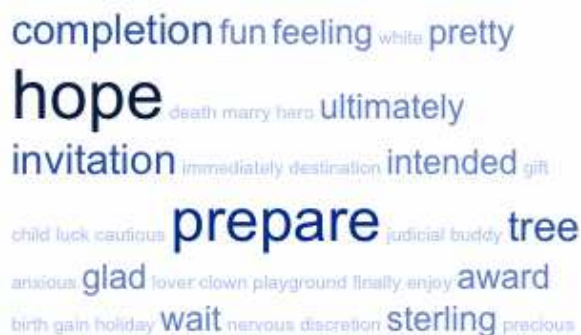 completion fun feeling white pretty
hope death marry hero ultimately
invitation immediately destination intended gift
child luck cautious prepare judicial buddy tree
anxious glad lover clown playground finally enjoy award
birth gain holiday wait nervous discretion sterling precious